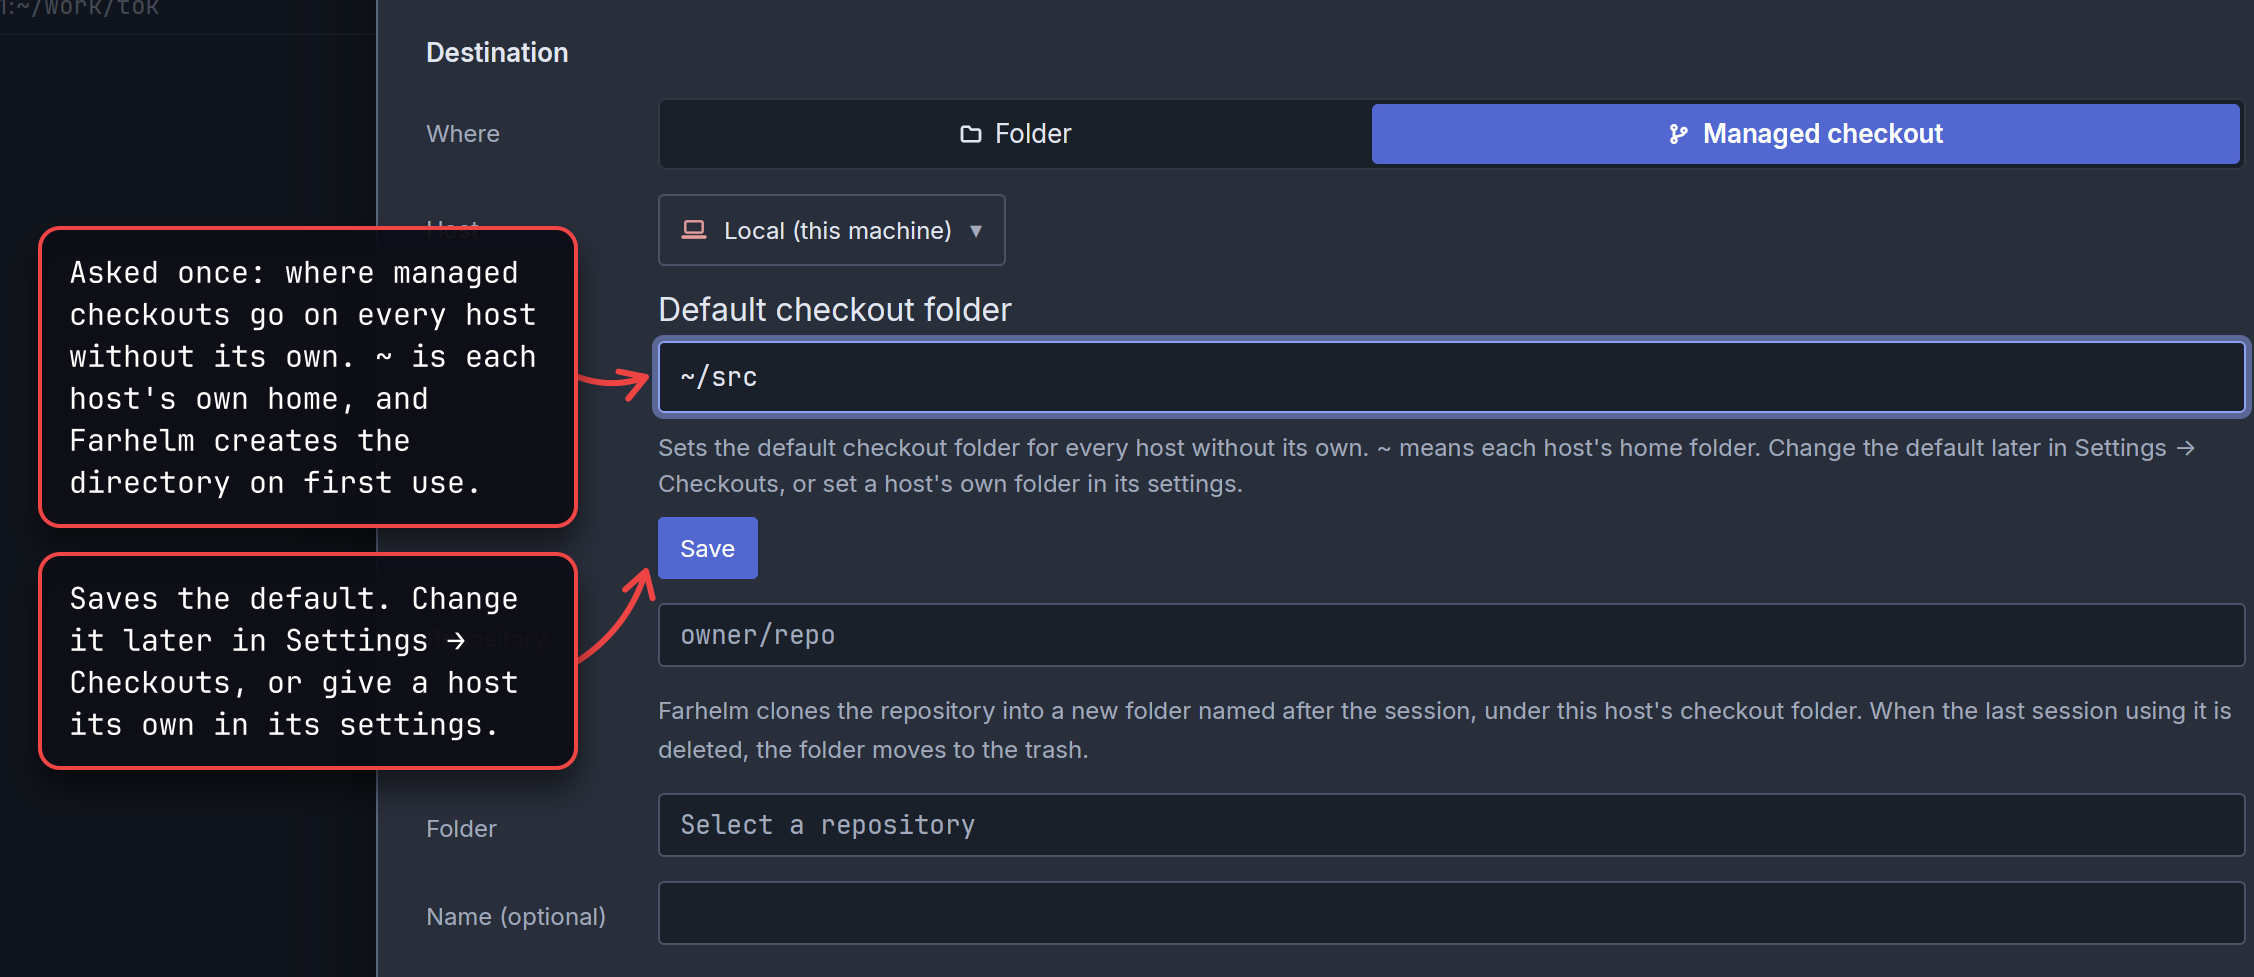 Destination
Where
Folder
Managed checkout
Host
Local (this machine)
Asked once: where managed
checkouts go on every host
without its own. ~ is each
host's own home, and
Farhelm creates the
directory on first use.
Default checkout folder
~/src
Sets the default checkout folder for every host without its own. ~ means each host's home folder. Change the default later in Settings →
Checkouts, or set a host's own folder in its settings.
Save
Saves the default. Change
it later in Settings →
Checkouts, or give a host
its own in its settings.
owner/repo
Farhelm clones the repository into a new folder named after the session, under this host's checkout folder. When the last session using it is
deleted, the folder moves to the trash.
Folder
Select a repository
Name (optional)